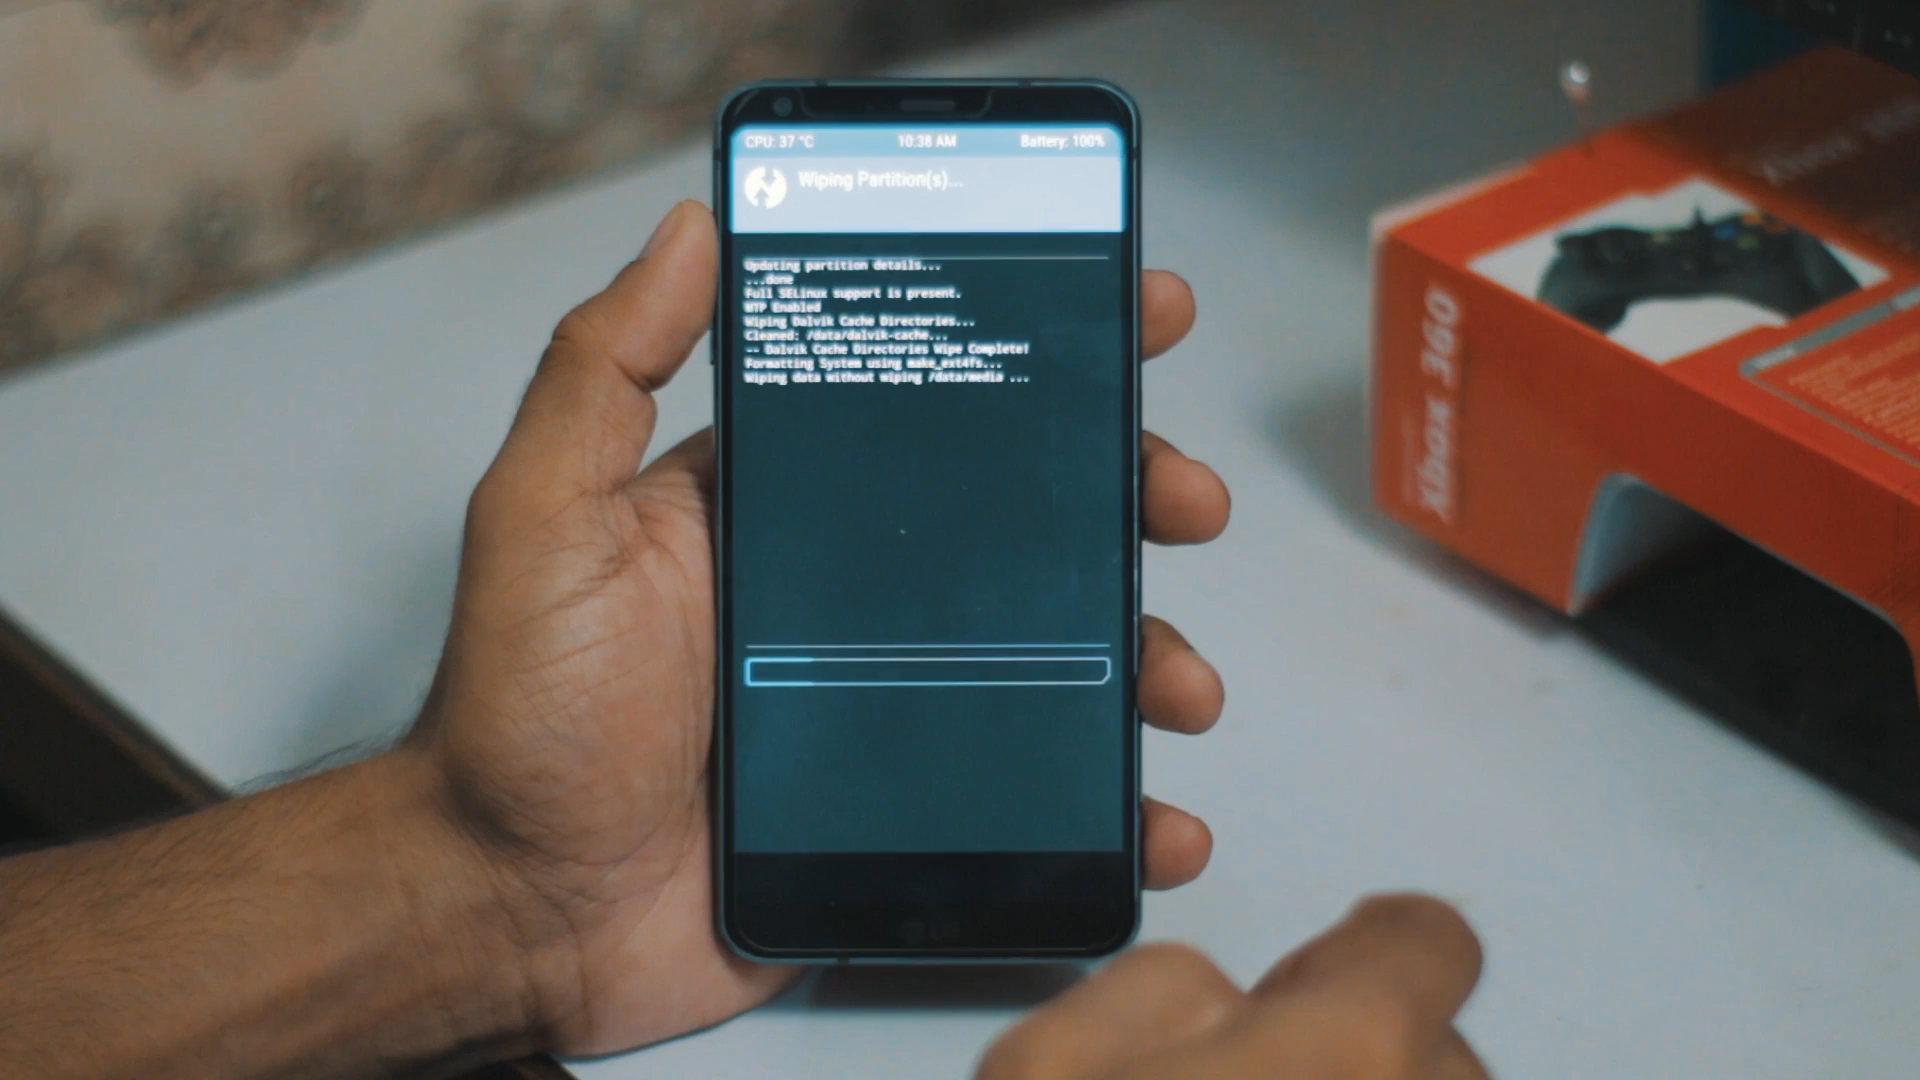 CPU: 37 °C 10:38 AM Battery: 100%
Wiping Partition(s)...
Updating partition details...
...done
Full SELinux support is present.
MTP Enabled
Wiping Dalvik Cache Directories...
Cleaned: /data/dalvik-cache...
-- Dalvik Cache Directories Wipe Complete!
Formatting System using make_ext4fs...
Wiping data without wiping /data/media ...
LG
Xbox 360